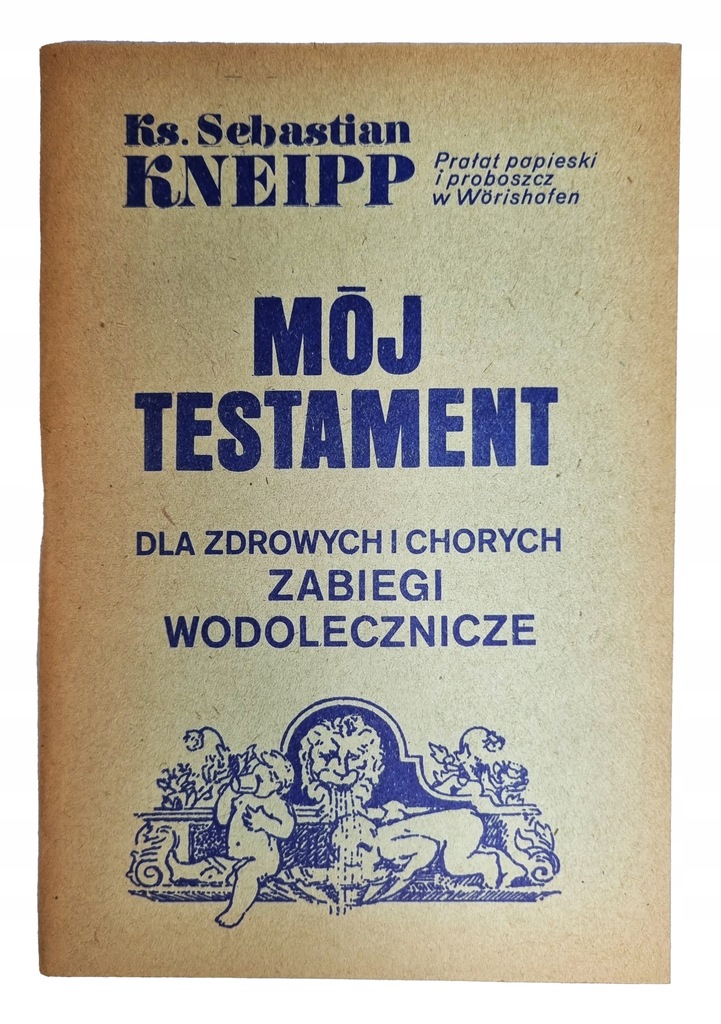 Ks. Sebastian
KNEIPP
Prałat papieski
i proboszcz
w Wörishofen
MÓJ
TESTAMENT
DLA ZDROWYCH I CHORYCH
ZABIEGI
WODOLECZNICZE